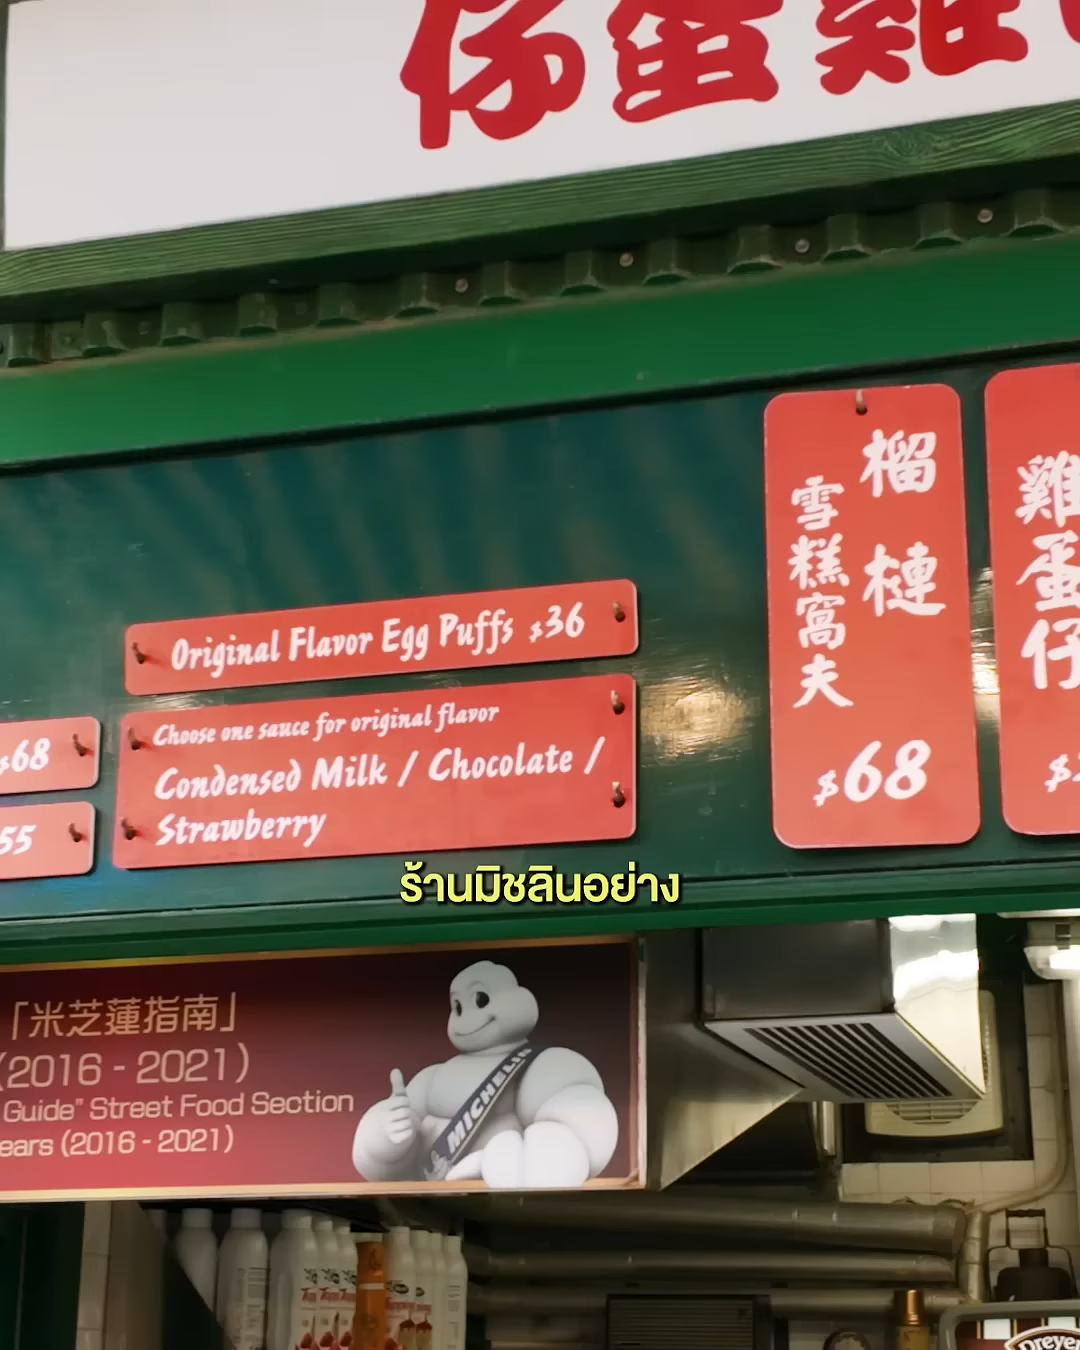 仔蛋雞
Original Flavor Egg Puffs $36
Choose one sauce for original flavor
Condensed Milk / Chocolate /
Strawberry
$68
55
榴槤
雪糕窩夫
$68
雞蛋仔
$
ร้านมิชลินอย่าง
「米芝蓮指南」
(2016 - 2021)
Guide" Street Food Section
ears (2016 - 2021)
MICHELIN
Dreye